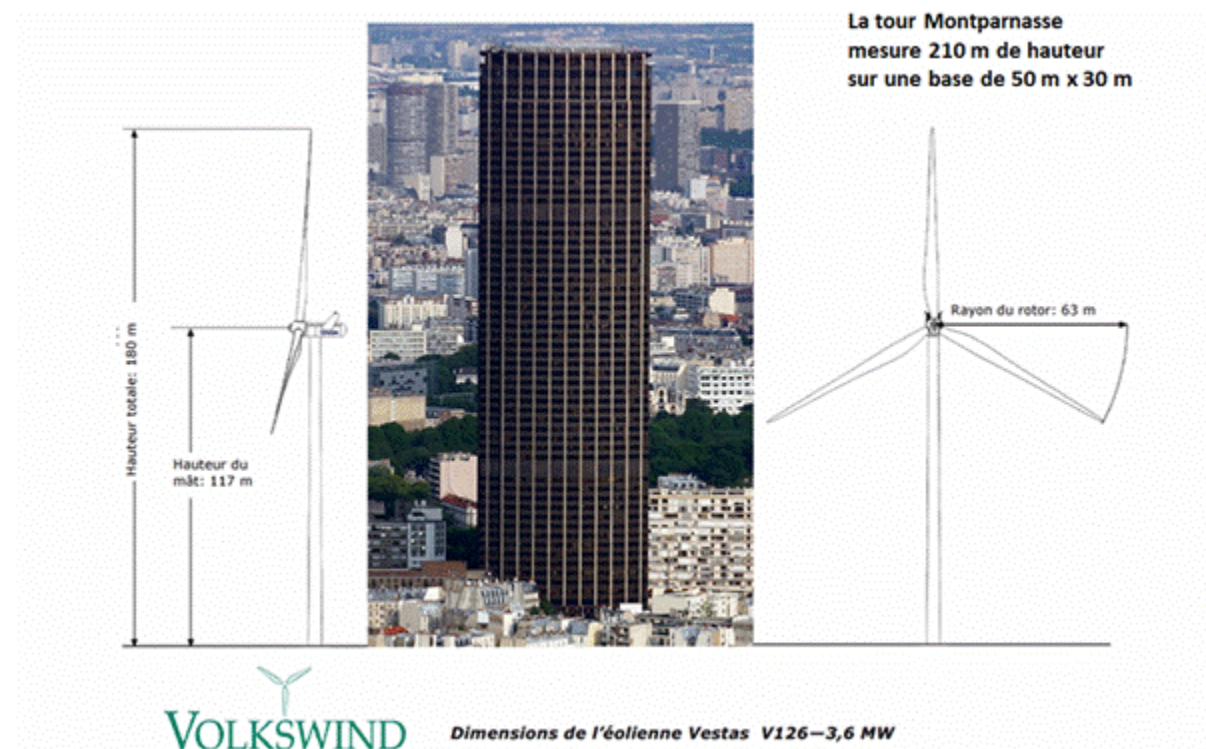 La tour Montparnasse
mesure 210 m de hauteur
sur une base de 50 m x 30 m
Hauteur totale: 180 m
Hauteur du
mât: 117 m
Rayon du rotor: 63 m
VOLKSWIND
Dimensions de l'éolienne Vestas V126—3,6 MW